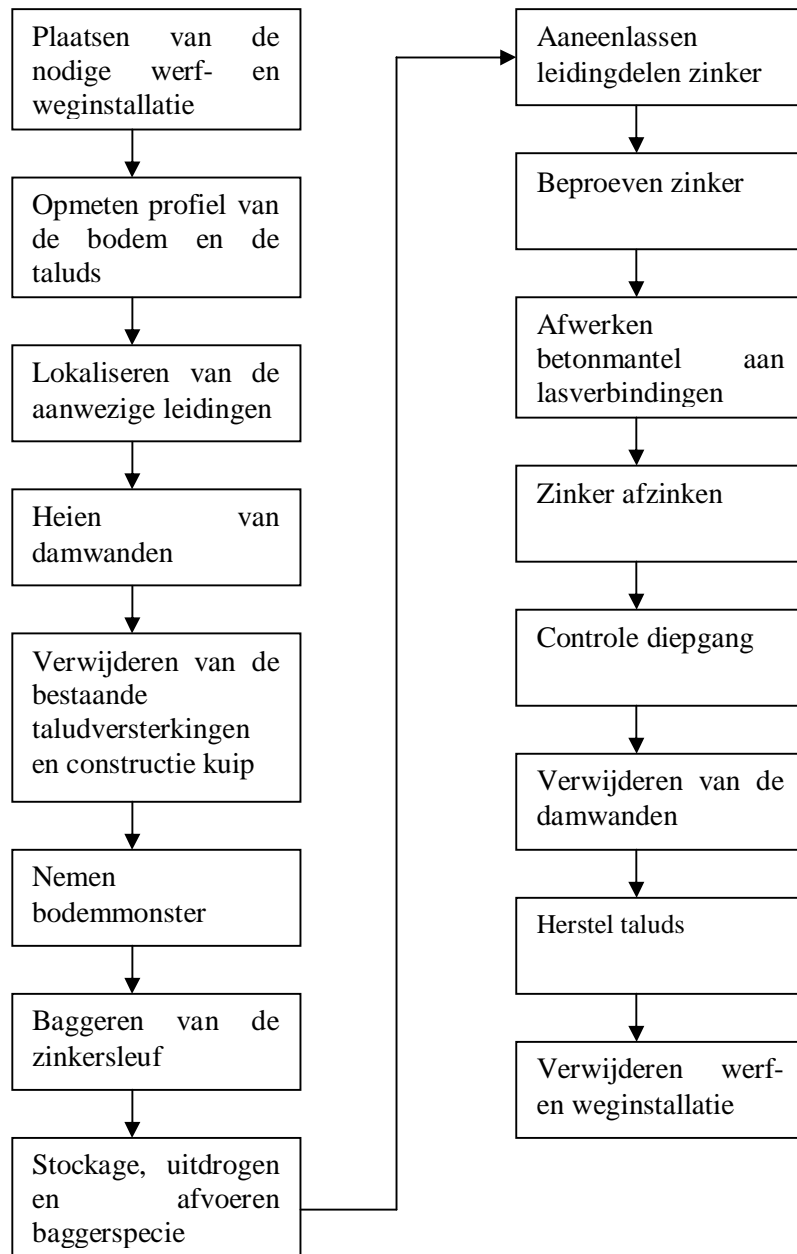 Plaatsen van de
nodige werf- en
weginstallatie
Opmeten profiel van
de bodem en de
taluds
Lokaliseren van de
aanwezige leidingen
Heien van
damwanden
Verwijderen van de
bestaande
taludversterkingen
en constructie kuip
Nemen
bodemmonster
Baggeren van de
zinkersleuf
Stockage, uitdrogen
en afvoeren
baggerspecie
Aaneenlassen
leidingdelen zinker
Beproeven zinker
Afwerken
betonmantel aan
lasverbindingen
Zinker afzinken
Controle diepgang
Verwijderen van de
damwanden
Herstel taluds
Verwijderen werf-
en weginstallatie